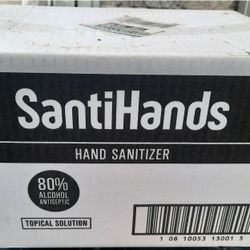 SantiHands
HAND SANITIZER
80%
ALCOHOL
ANTISEPTIC
TOPICAL SOLUTION
1 08 10053 13001 5